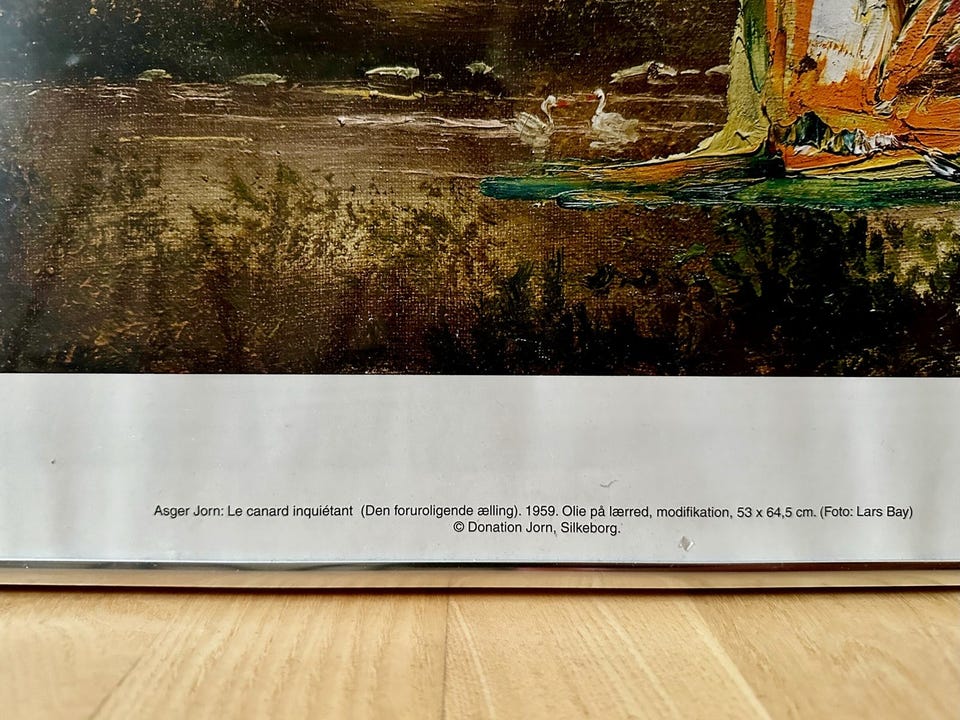 Asger Jorn: Le canard inquiétant (Den foruroligende ælling). 1959. Olie på lærred, modifikation, 53 x 64,5 cm. (Foto: Lars Bay)
© Donation Jorn, Silkeborg.